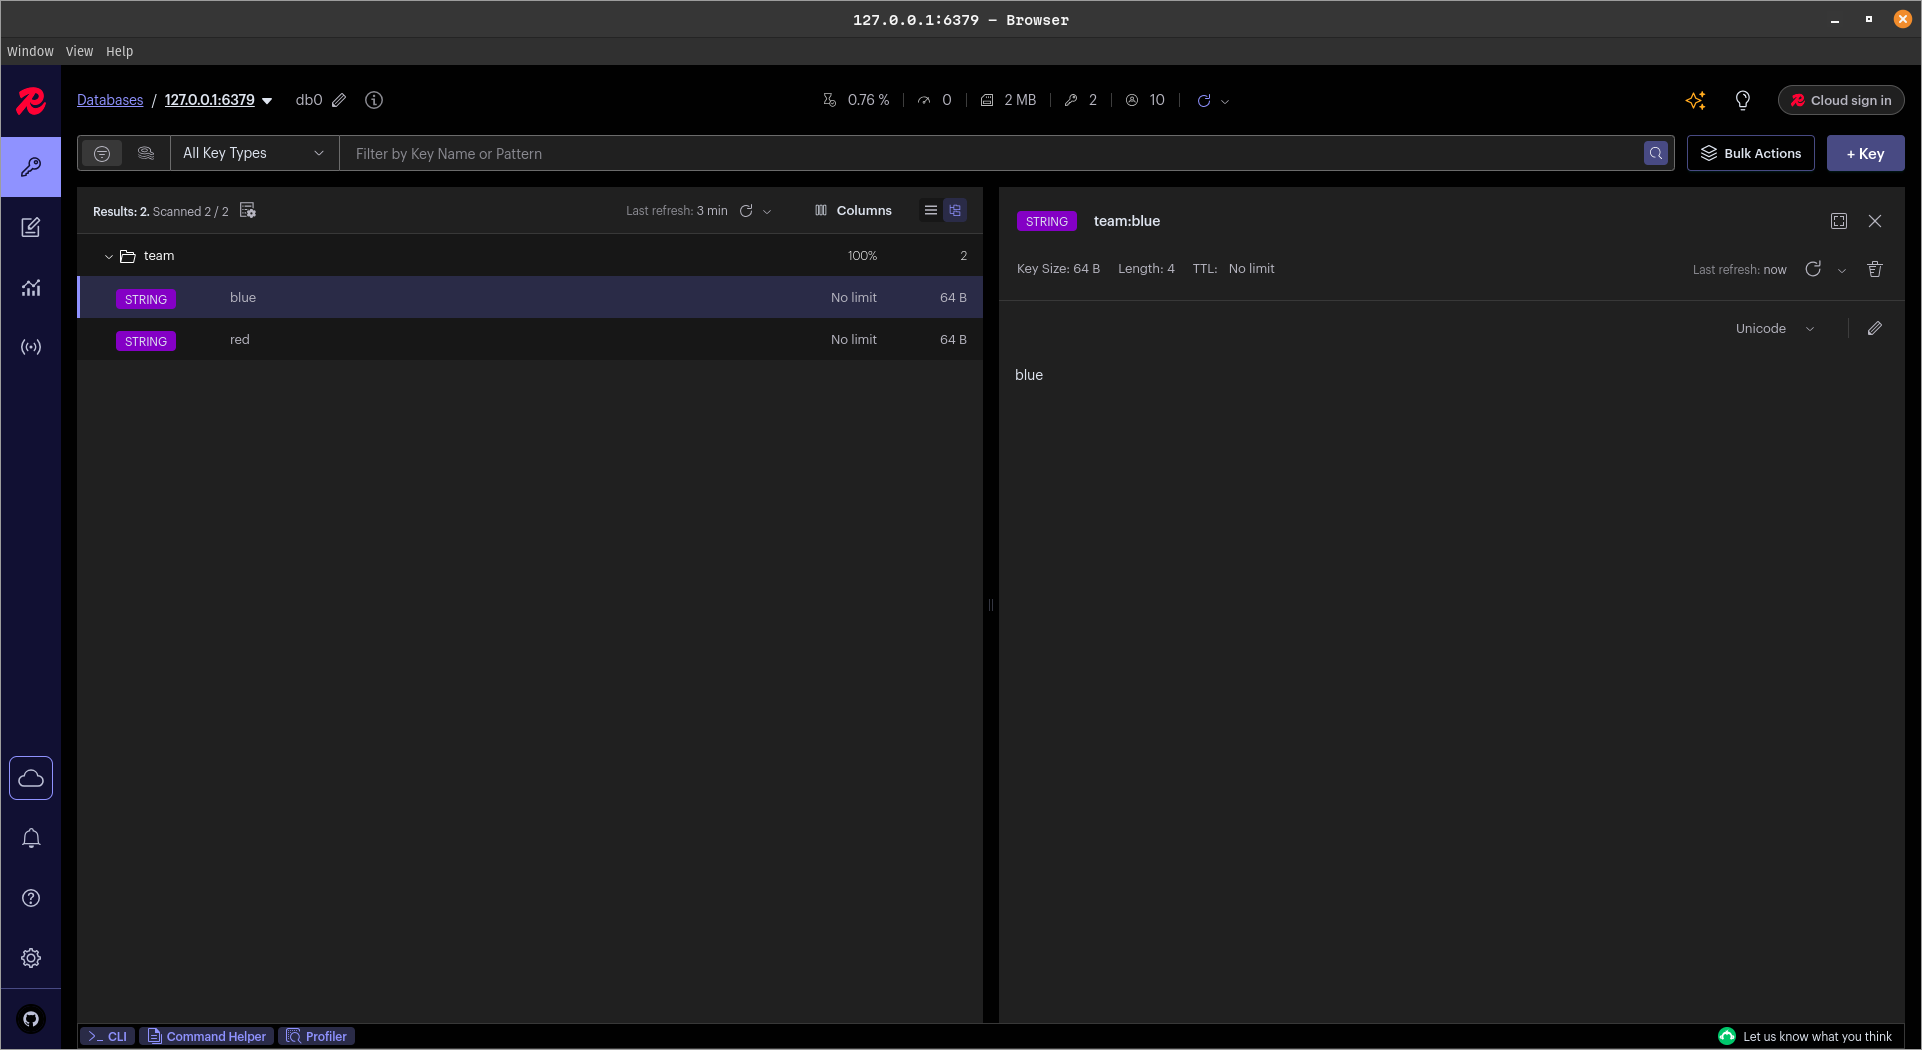 127.0.0.1:6379 — Browser
Window View Help
Databases / 127.0.0.1:6379 db0 0.76 % 0 2 MB 2 10 Cloud sign in
All Key Types Filter by Key Name or Pattern Bulk Actions + Key
Results: 2. Scanned 2 / 2 Last refresh: 3 min Columns
team 100% 2
STRING blue No limit 64 B
STRING red No limit 64 B
STRING team:blue
Key Size: 64 B Length: 4 TTL: No limit Last refresh: now
Unicode
blue
>_ CLI Command Helper Profiler Let us know what you think